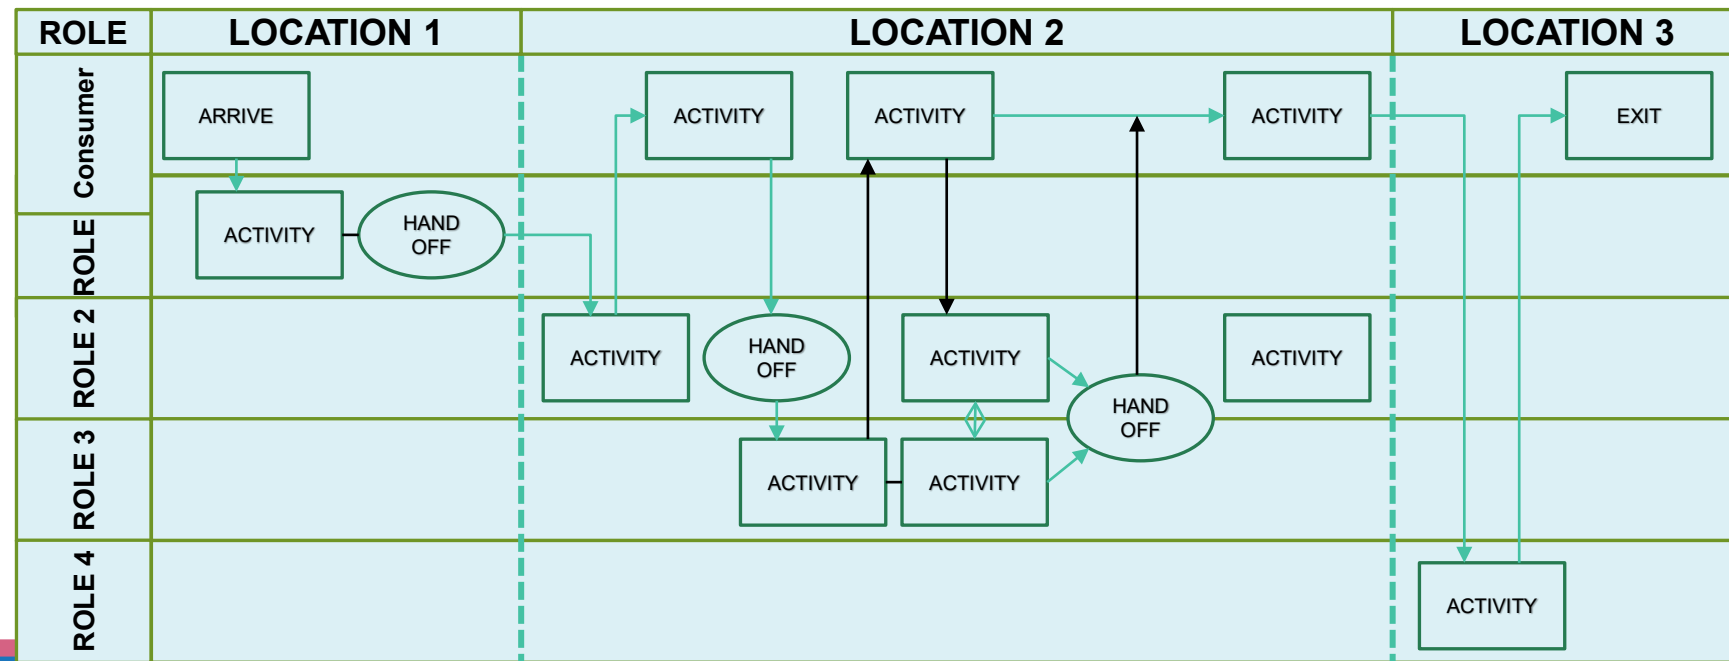 ROLE
LOCATION 1
LOCATION 2
LOCATION 3
Consumer
ARRIVE
ACTIVITY
ACTIVITY
ACTIVITY
EXIT
ROLE
ACTIVITY
HAND
OFF
ROLE 2
ACTIVITY
HAND
OFF
ACTIVITY
ACTIVITY
HAND
OFF
ROLE 3
ACTIVITY
ACTIVITY
ROLE 4
ACTIVITY